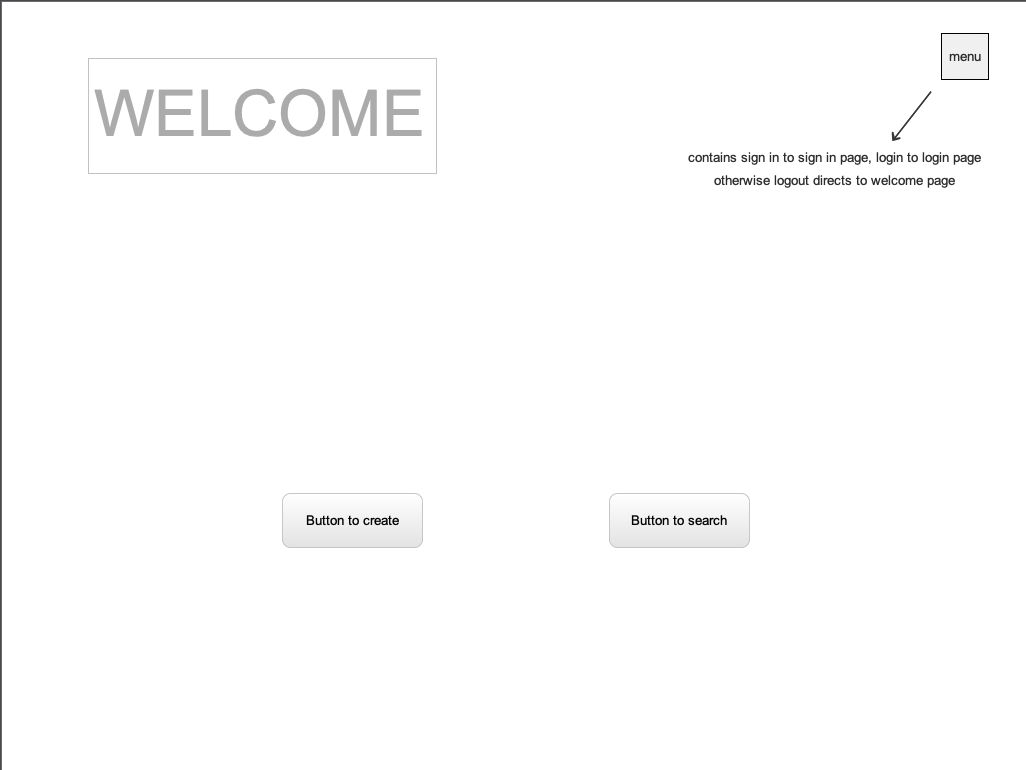 WELCOME
menu
contains sign in to sign in page, login to login page
otherwise logout directs to welcome page
Button to create
Button to search